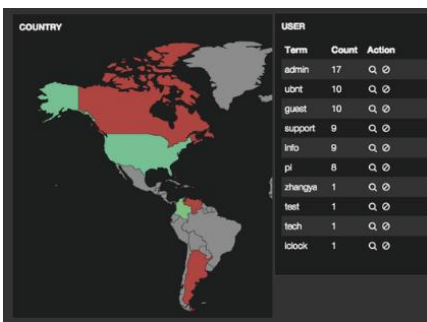 COUNTRY
USER
Term Count Action
admin 17
ubnt 10
guest 10
support 9
info 9
pi 8
zhangya 1
test 1
tech 1
iclock 1